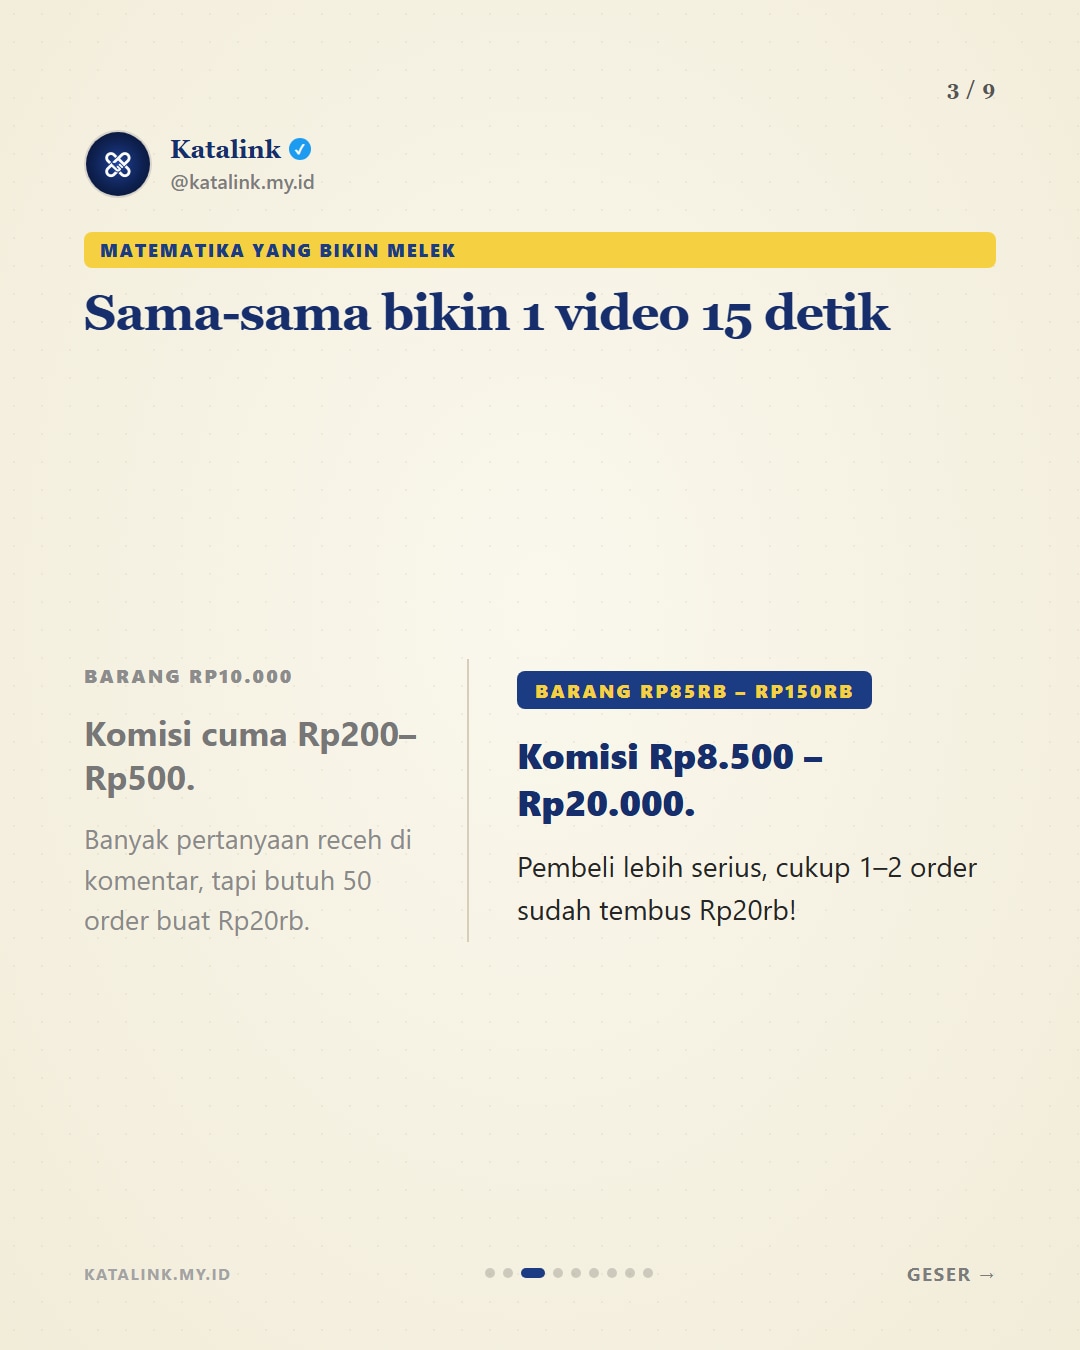 3 / 9
Katalink
@katalink.my.id
MATEMATIKA YANG BIKIN MELEK
Sama-sama bikin 1 video 15 detik
BARANG RP10.000
Komisi cuma Rp200–
Rp500.
Banyak pertanyaan receh di
komentar, tapi butuh 50
order buat Rp20rb.
BARANG RP85RB – RP150RB
Komisi Rp8.500 –
Rp20.000.
Pembeli lebih serius, cukup 1–2 order
sudah tembus Rp20rb!
KATALINK.MY.ID
GESER →